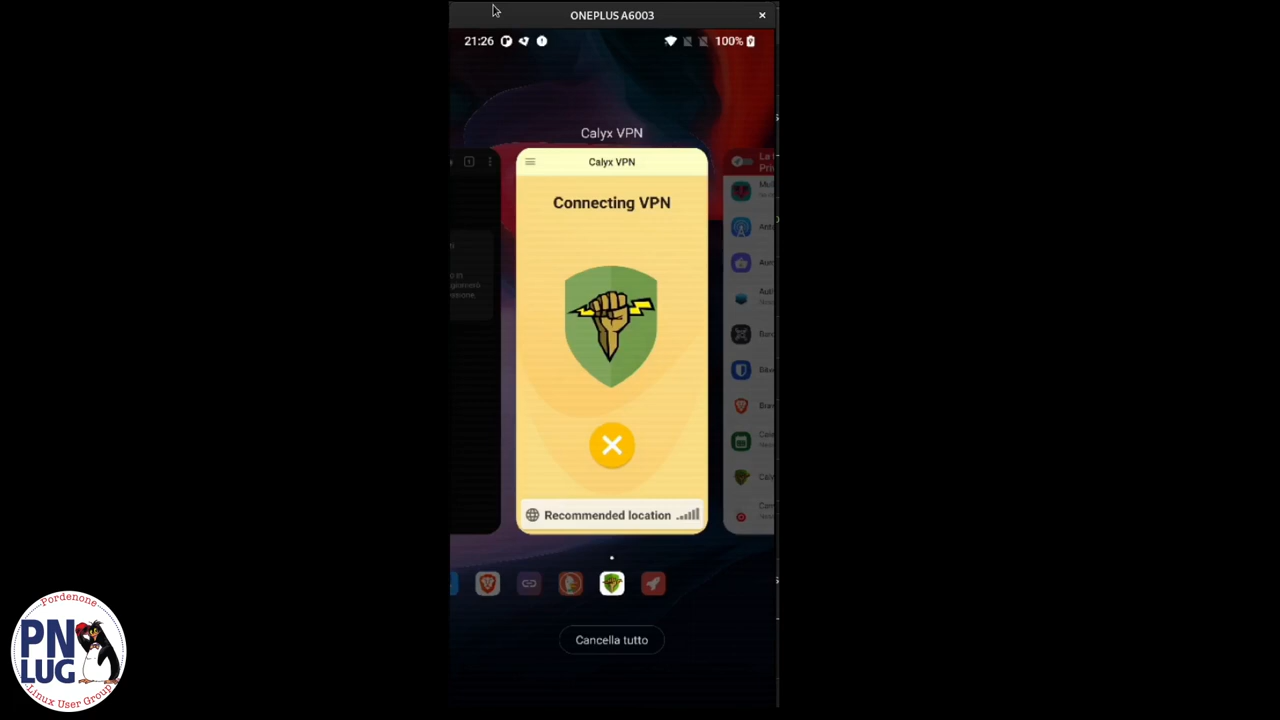 ONEPLUS A6003
21:26
100%
Calyx VPN
Calyx VPN
Connecting VPN
Recommended location
Cancella tutto
Pordenone
PN
LUG
Linux User Group